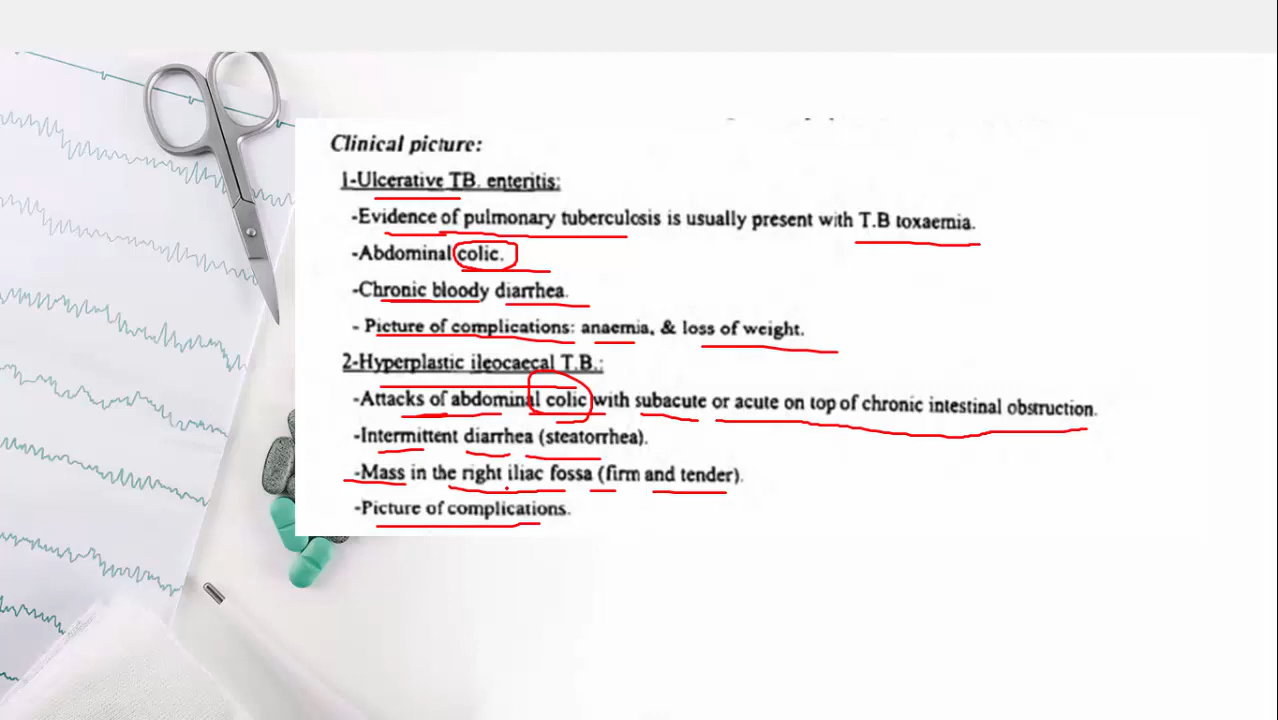 Clinical picture:
1-Ulcerative TB. enteritis:
-Evidence of pulmonary tuberculosis is usually present with T.B toxaemia.
-Abdominal colic.
-Chronic bloody diarrhea.
- Picture of complications: anaemia, & loss of weight.
2-Hyperplastic ileocaecal T.B.:
-Attacks of abdominal colic with subacute or acute on top of chronic intestinal obstruction.
-Intermittent diarrhea (steatorrhea).
-Mass in the right iliac fossa (firm and tender).
-Picture of complications.